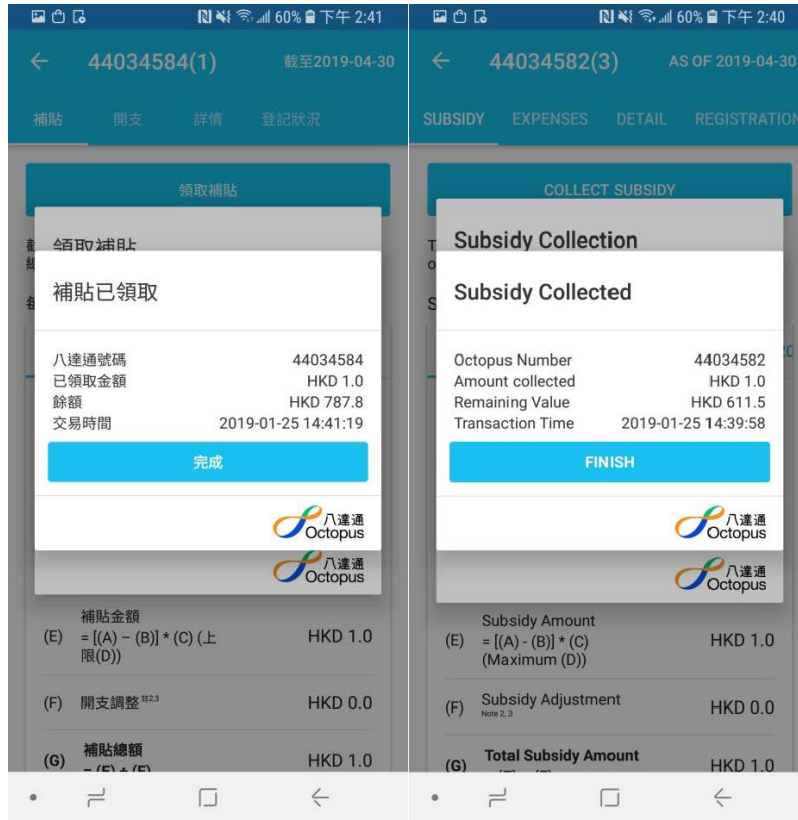 60% 下午 2:41
44034584(1) 截至2019-04-30
補貼 開支 詳情 登記狀況
領取補貼
領取補貼
補貼已領取
八達通號碼 44034584
已領取金額 HKD 1.0
餘額 HKD 787.8
交易時間 2019-01-25 14:41:19
完成
八達通
Octopus
八達通
Octopus
補貼金額
(E) = [(A) – (B)] * (C) (上 HKD 1.0
限(D))
(F) 開支調整 註2,3 HKD 0.0
補貼總額
(G) = (E) + (F) HKD 1.0
60% 下午 2:40
44034582(3) AS OF 2019-04-30
SUBSIDY EXPENSES DETAIL REGISTRATION
COLLECT SUBSIDY
Subsidy Collection
Subsidy Collected
Octopus Number 44034582
Amount collected HKD 1.0
Remaining Value HKD 611.5
Transaction Time 2019-01-25 14:39:58
FINISH
八達通
Octopus
八達通
Octopus
Subsidy Amount
(E) = [(A) - (B)] * (C) HKD 1.0
(Maximum (D))
(F) Subsidy Adjustment HKD 0.0
Note 2, 3
Total Subsidy Amount
(G) HKD 1.0